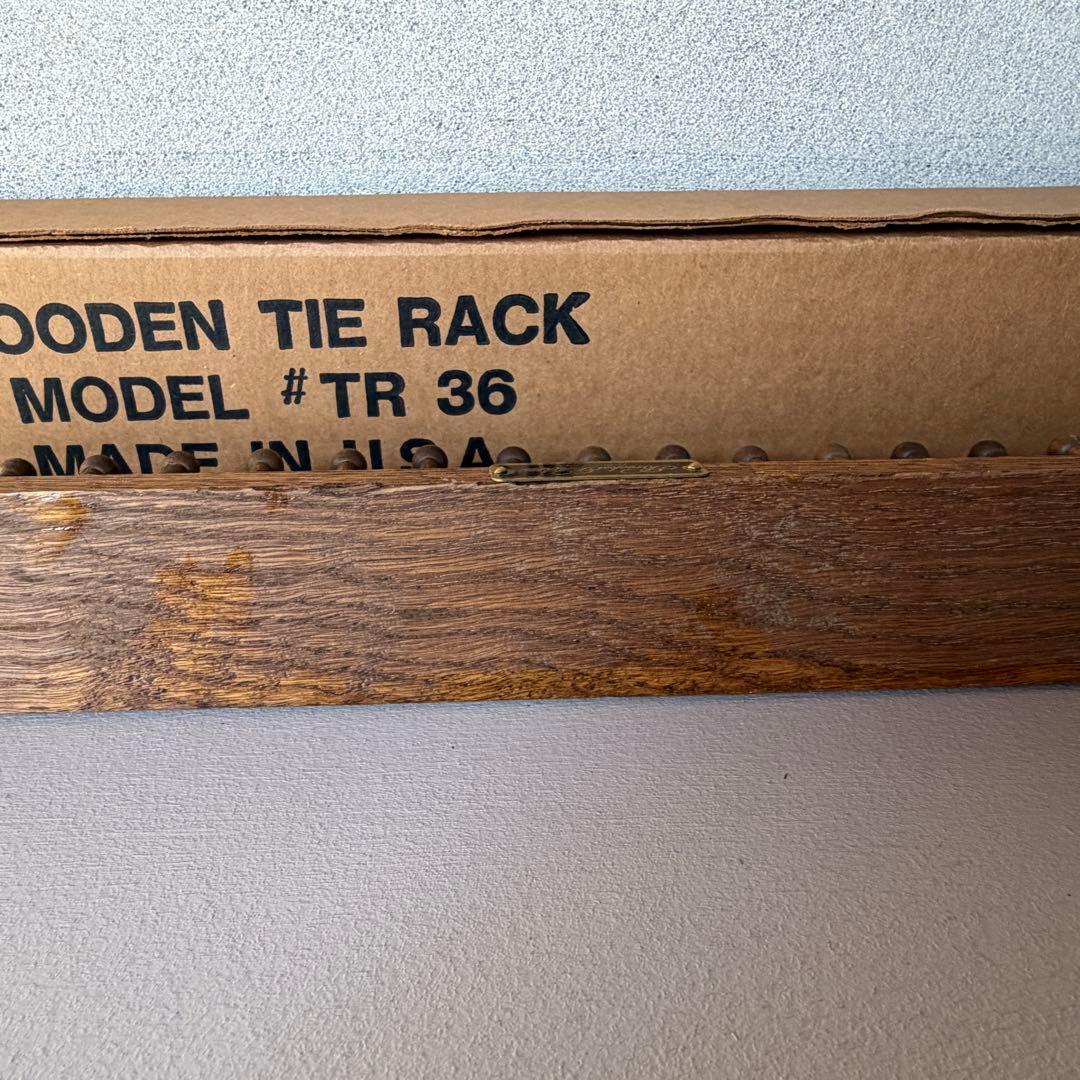 OODEN TIE RACK
MODEL # TR 36
MADE IN U.S.A